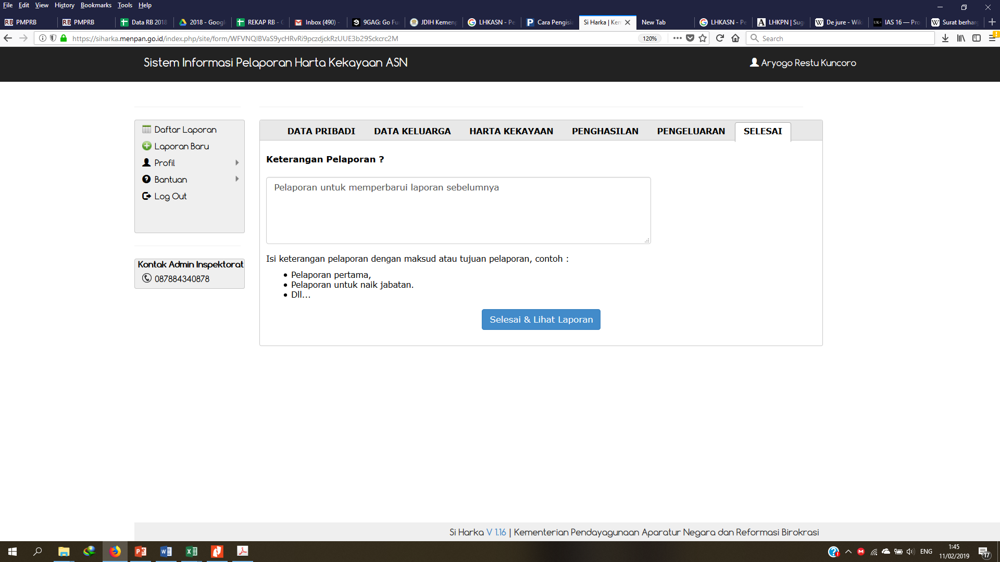 File Edit View History Bookmarks Tools Help
PMPRB PMPRB Data RB 2018 2018 - Goog REKAP RB - Inbox (490) - 9GAG: Go Fu JDIH Kemen LHKASN - Pe Cara Pengisi Si Harka | Ken New Tab LHKASN - Pe LHKPN | Sug De jure - Wik IAS 16 — Pro Surat berhar
https://siharka.menpan.go.id/index.php/site/form/WFVNQlBVaS9ycHRvRi9pczdjckRzUUE3b29Sckcrc2M 120% Search
Sistem Informasi Pelaporan Harta Kekayaan ASN
Aryogo Restu Kuncoro
Daftar Laporan
Laporan Baru
Profil
Bantuan
Log Out
Kontak Admin Inspektorat
087884340878
DATA PRIBADI DATA KELUARGA HARTA KEKAYAAN PENGHASILAN PENGELUARAN SELESAI
Keterangan Pelaporan ?
Pelaporan untuk memperbarui laporan sebelumnya
Isi keterangan pelaporan dengan maksud atau tujuan pelaporan, contoh :
• Pelaporan pertama,
• Pelaporan untuk naik jabatan.
• Dll...
Selesai & Lihat Laporan
Si Harka V 1.16 | Kementerian Pendayagunaan Aparatur Negara dan Reformasi Birokrasi
ENG
1:45
11/02/2019
17